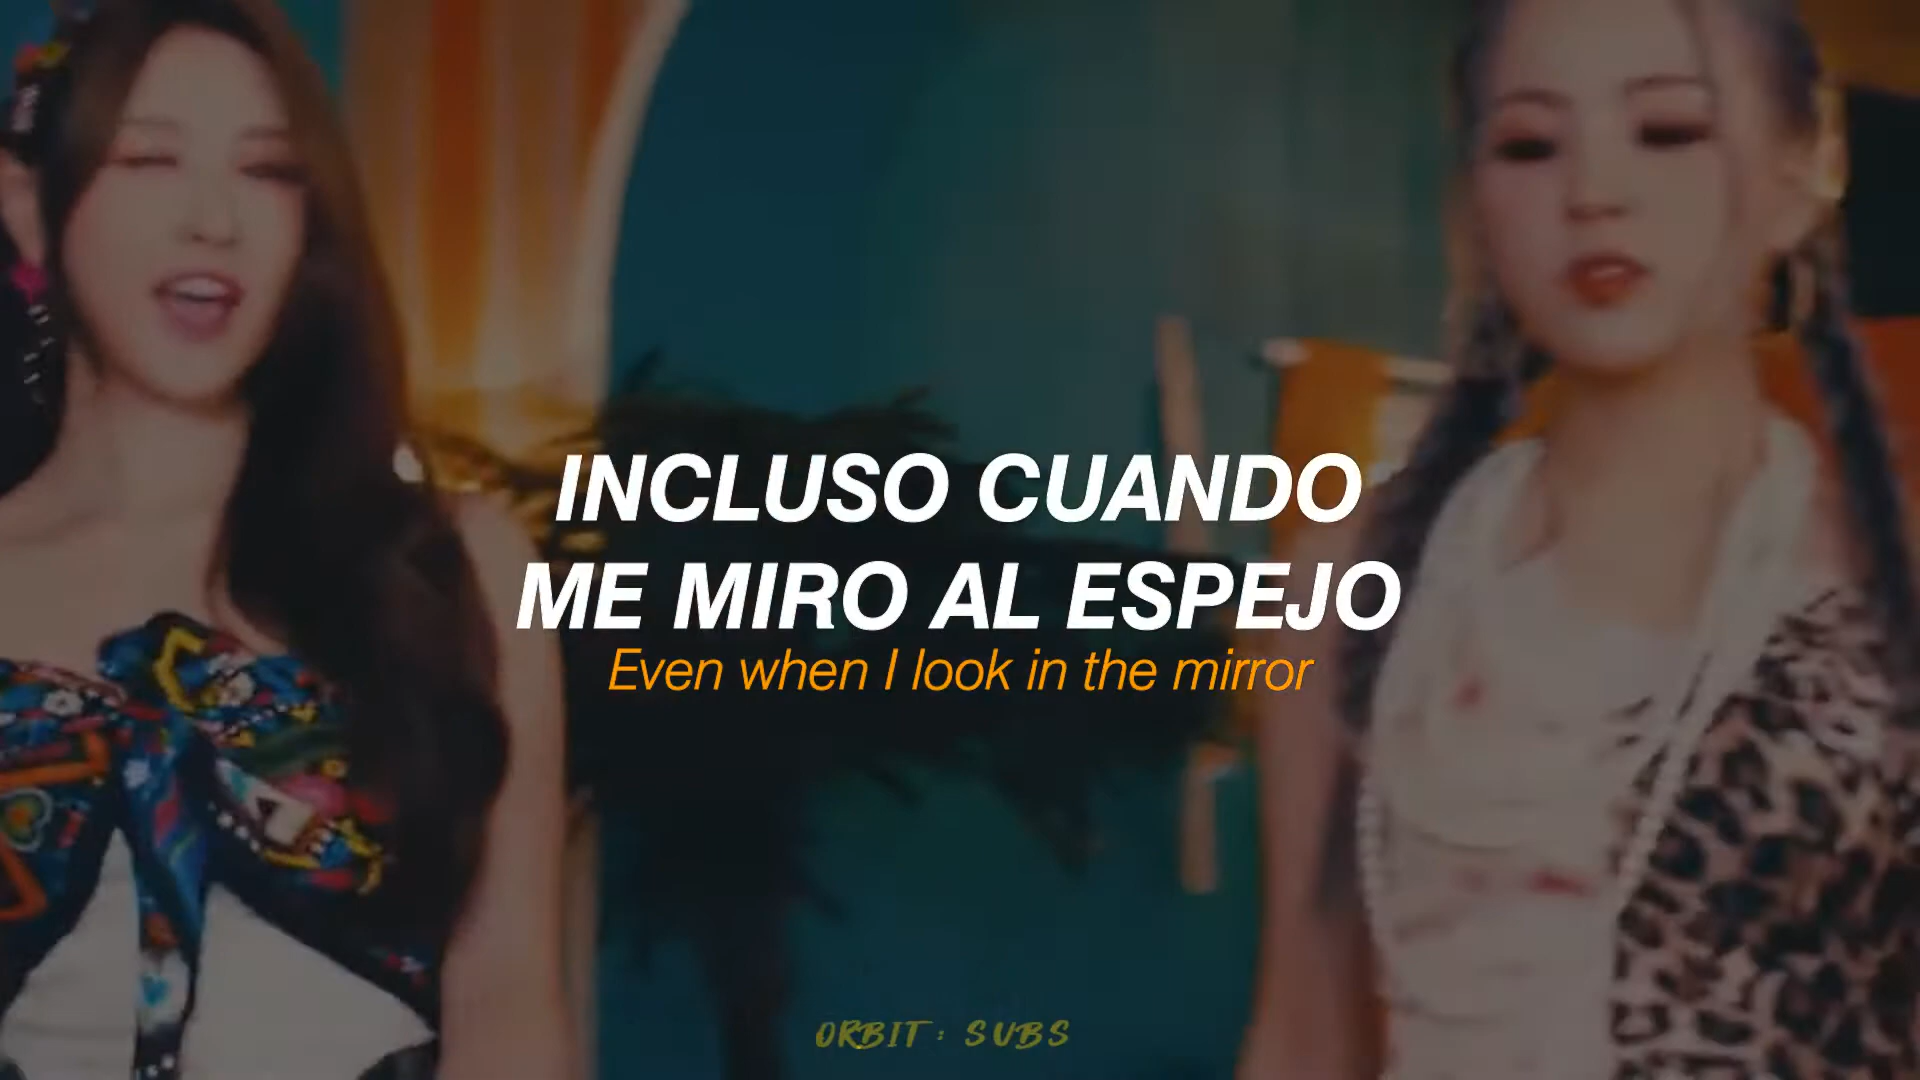 INCLUSO CUANDO
ME MIRO AL ESPEJO
Even when I look in the mirror
ORBIT: SUBS